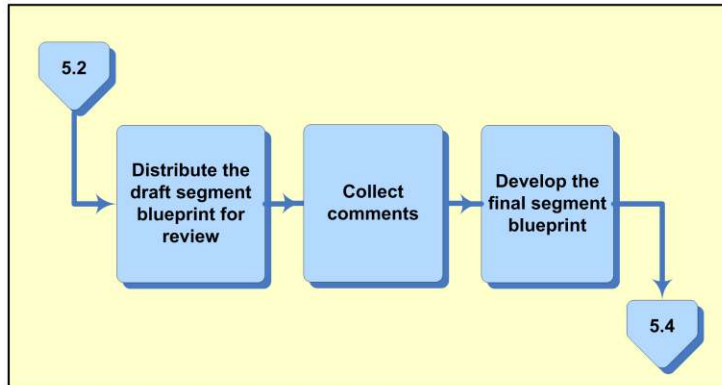 5.2
Distribute the
draft segment
blueprint for
review
Collect
comments
Develop the
final segment
blueprint
5.4